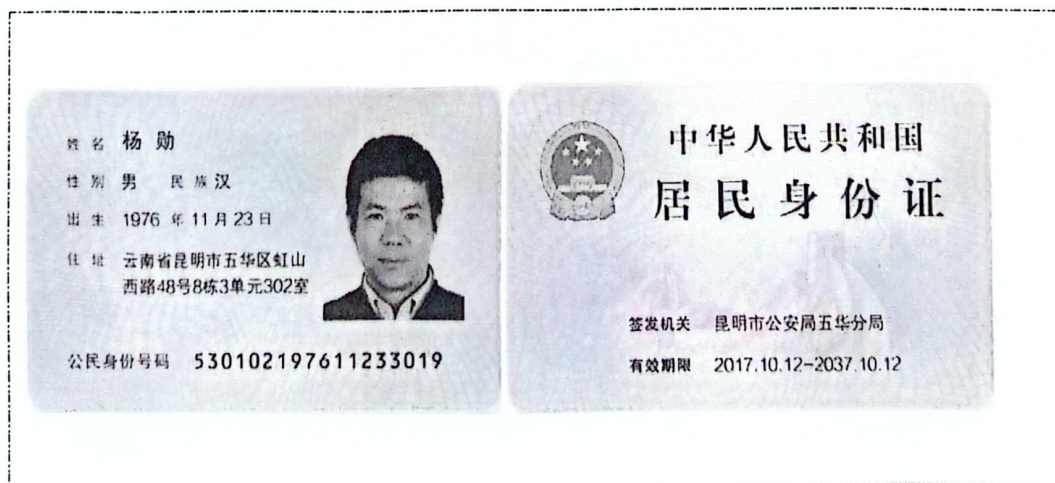 姓名 杨勋
性别 男 民族 汉
出生 1976 年 11 月 23 日
住址 云南省昆明市五华区虹山
西路48号8栋3单元302室
公民身份号码 530102197611233019
中华人民共和国
居民身份证
签发机关 昆明市公安局五华分局
有效期限 2017.10.12-2037.10.12